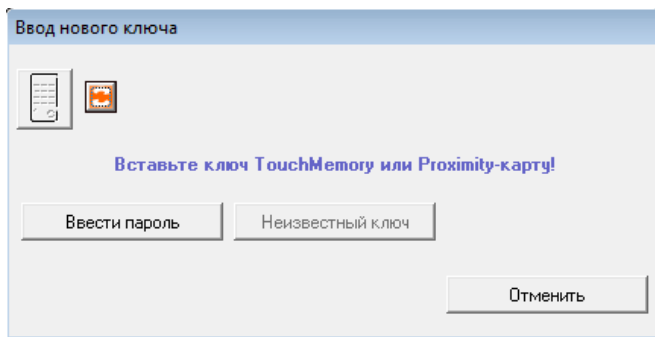 Ввод нового ключа
Вставьте ключ TouchMemory или Proximity-карту!
Ввести пароль
Неизвестный ключ
Отменить